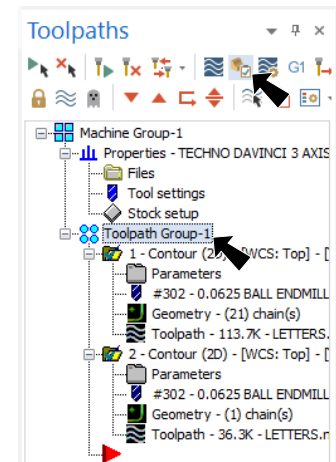 Toolpaths
G1
Machine Group-1
Properties - TECHNO DAVINCI 3 AXIS
Files
Tool settings
Stock setup
Toolpath Group-1
1 - Contour (2D) - [WCS: Top] - [
Parameters
#302 - 0.0625 BALL ENDMILL
Geometry - (21) chain(s)
Toolpath - 113.7K - LETTERS.
2 - Contour (2D) - [WCS: Top] - [
Parameters
#302 - 0.0625 BALL ENDMILL
Geometry - (1) chain(s)
Toolpath - 36.3K - LETTERS.n